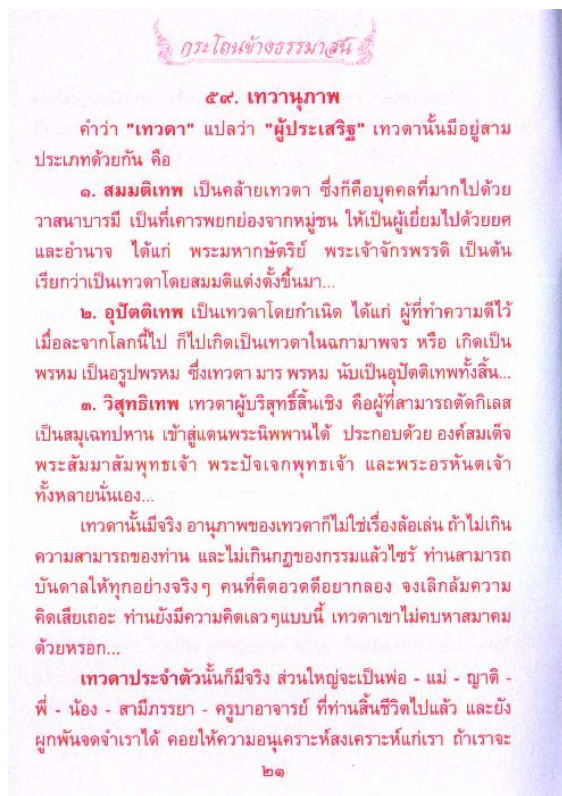 กระโถนข้างธรรมาสน์
๕๙. เทวานุภาพ
คำว่า "เทวดา" แปลว่า "ผู้ประเสริฐ" เทวดานั้นมีอยู่สาม
ประเภทด้วยกัน คือ
๑. สมมติเทพ เป็นคล้ายเทวดา ซึ่งก็คือบุคคลที่มากไปด้วย
วาสนาบารมี เป็นที่เคารพยกย่องจากหมู่ชน ให้เป็นผู้เยี่ยมไปด้วยยศ
และอำนาจ ได้แก่ พระมหากษัตริย์ พระเจ้าจักรพรรดิ เป็นต้น
เรียกว่าเป็นเทวดาโดยสมมติแต่งตั้งขึ้นมา...
๒. อุปัตติเทพ เป็นเทวดาโดยกำเนิด ได้แก่ ผู้ที่ทำความดีไว้
เมื่อละจากโลกนี้ไป ก็ไปเกิดเป็นเทวดาในฉกามาพจร หรือ เกิดเป็น
พรหม เป็นอรูปพรหม ซึ่งเทวดา มาร พรหม นับเป็นอุปัตติเทพทั้งสิ้น...
๓. วิสุทธิเทพ เทวดาผู้บริสุทธิ์สิ้นเชิง คือผู้ที่สามารถตัดกิเลส
เป็นสมุเฉทปหาน เข้าสู่แดนพระนิพพานได้ ประกอบด้วย องค์สมเด็จ
พระสัมมาสัมพุทธเจ้า พระปัจเจกพุทธเจ้า และพระอรหันตเจ้า
ทั้งหลายนั่นเอง...
เทวดานั้นมีจริง อานุภาพของเทวดาก็ไม่ใช่เรื่องล้อเล่น ถ้าไม่เกิน
ความสามารถของท่าน และไม่เกินกฎของกรรมแล้วไซร้ ท่านสามารถ
บันดาลให้ทุกอย่างจริงๆ คนที่คิดอวดดีอยากลอง จงเลิกล้มความ
คิดเสียเถอะ ท่านยังมีความคิดเลวๆแบบนี้ เทวดาเขาไม่คบหาสมาคม
ด้วยหรอก...
เทวดาประจำตัวนั้นก็มีจริง ส่วนใหญ่จะเป็นพ่อ - แม่ - ญาติ -
พี่ - น้อง - สามีภรรยา - ครูบาอาจารย์ ที่ท่านสิ้นชีวิตไปแล้ว และยัง
ผูกพันจดจำเราได้ คอยให้ความอนุเคราะห์สงเคราะห์แก่เรา ถ้าเราจะ
๒๑